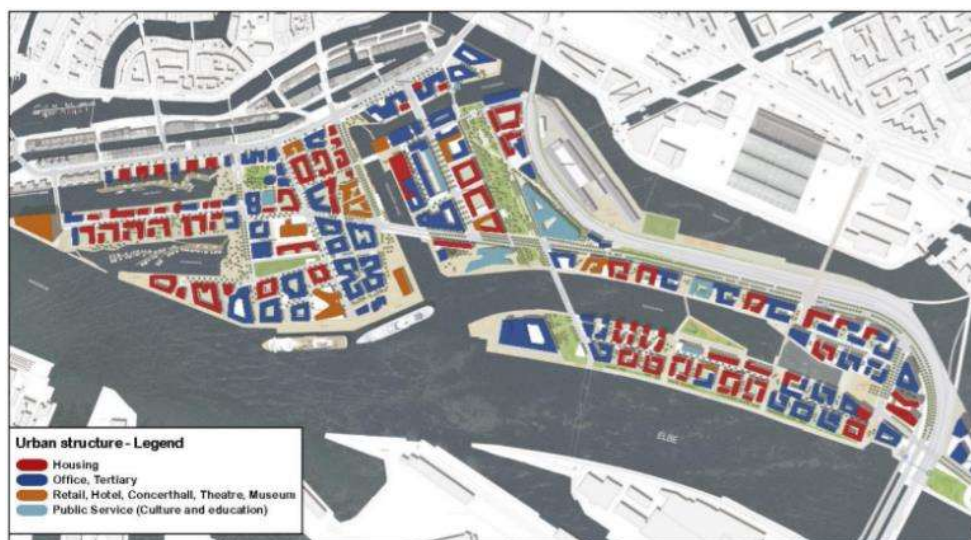 ELBE
Urban structure - Legend
Housing
Office, Tertiary
Retail, Hotel, Concerthall, Theatre, Museum
Public Service (Culture and education)